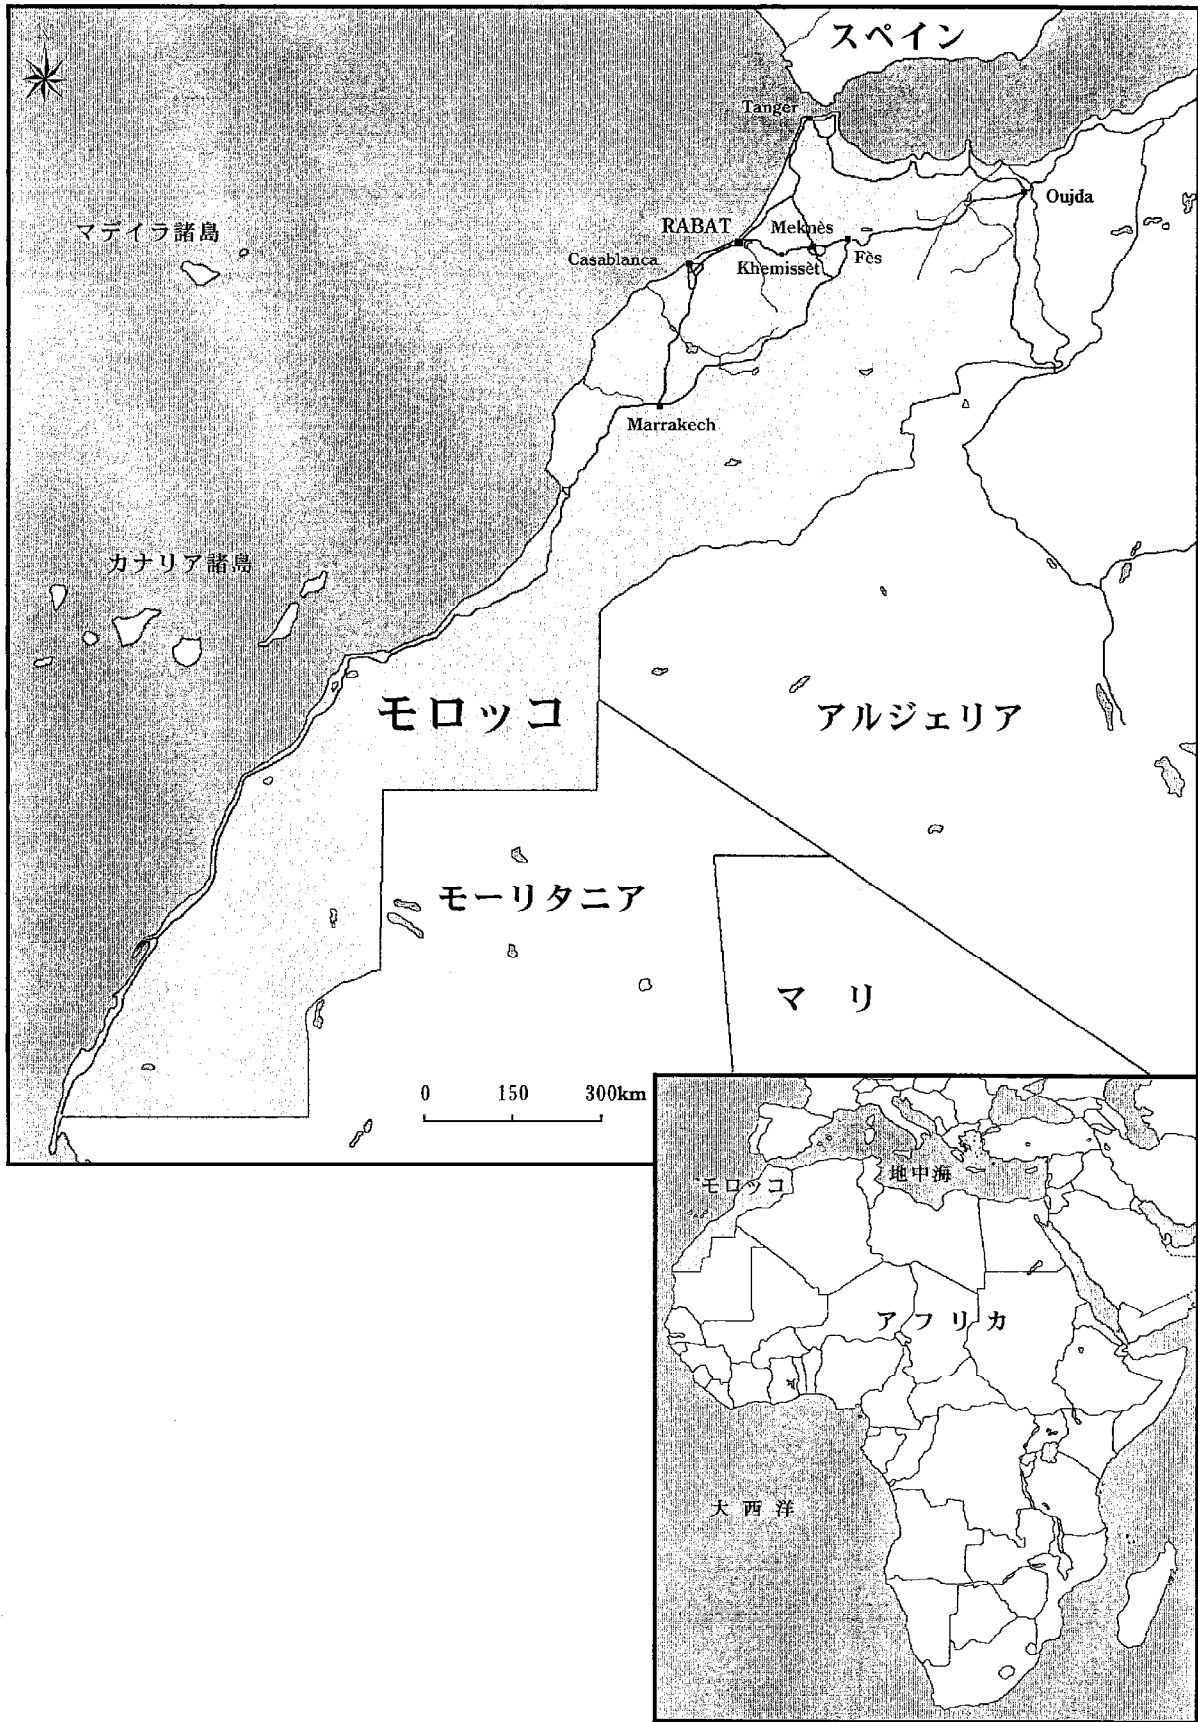 スペイン
Tanger
Oujda
RABAT
Meknès
マデイラ諸島
Casablanca
Khemissèt
Fès
Marrakech
カナリア諸島
モロッコ
アルジェリア
モーリタニア
マリ
0 150 300km
地中海
モロッコ
アフリカ
大西洋